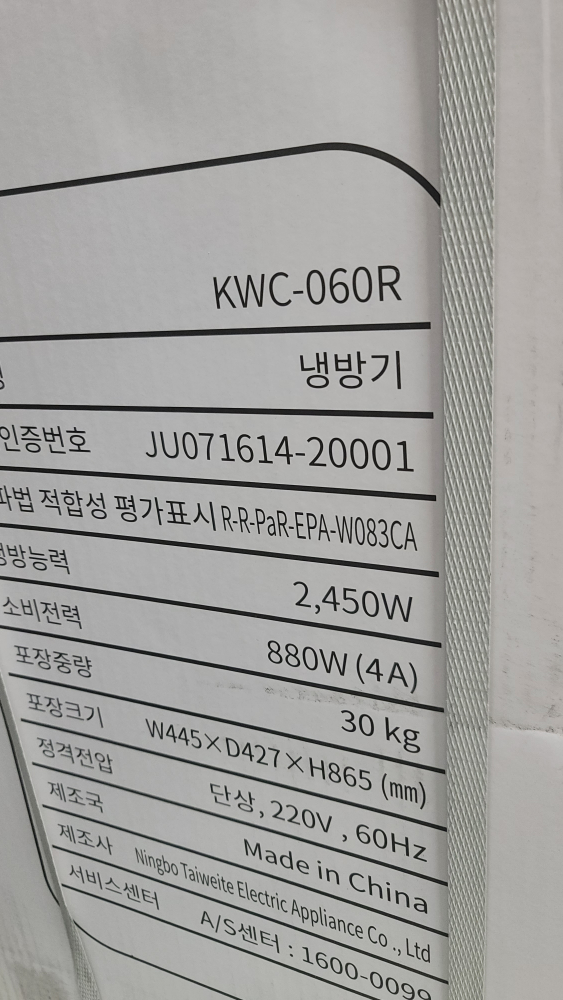 KWC-060R
냉방기
인증번호 JU071614-20001
파법 적합성 평가표시 R-R-PaR-EPA-W083CA
냉방능력 2,450W
소비전력 880W (4A)
포장중량 30 kg
포장크기 W445×D427×H865 (mm)
정격전압 단상, 220V , 60Hz
제조국 Made in China
제조사 Ningbo Taiweite Electric Appliance Co ., Ltd
서비스센터 A/S센터 : 1600-0099